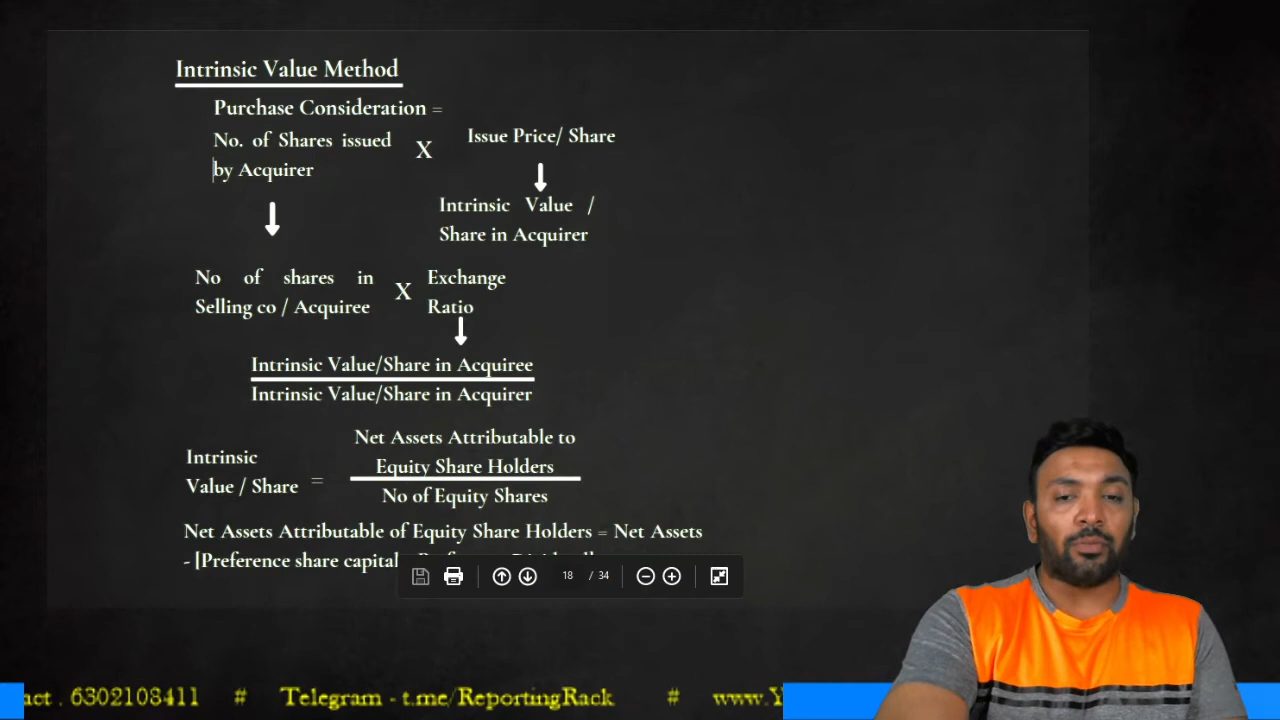 Intrinsic Value Method
Purchase Consideration =
No. of Shares issued
by Acquirer
X
Issue Price/ Share
Intrinsic Value /
Share in Acquirer
No of shares in
Selling co / Acquiree
X
Exchange
Ratio
Intrinsic Value/Share in Acquiree
Intrinsic Value/Share in Acquirer
Intrinsic
Value / Share =
Net Assets Attributable to
Equity Share Holders
No of Equity Shares
Net Assets Attributable of Equity Share Holders = Net Assets
- [Preference share capital
18 / 34
act . 6302108411 # Telegram - t.me/ReportingRack # www.Y